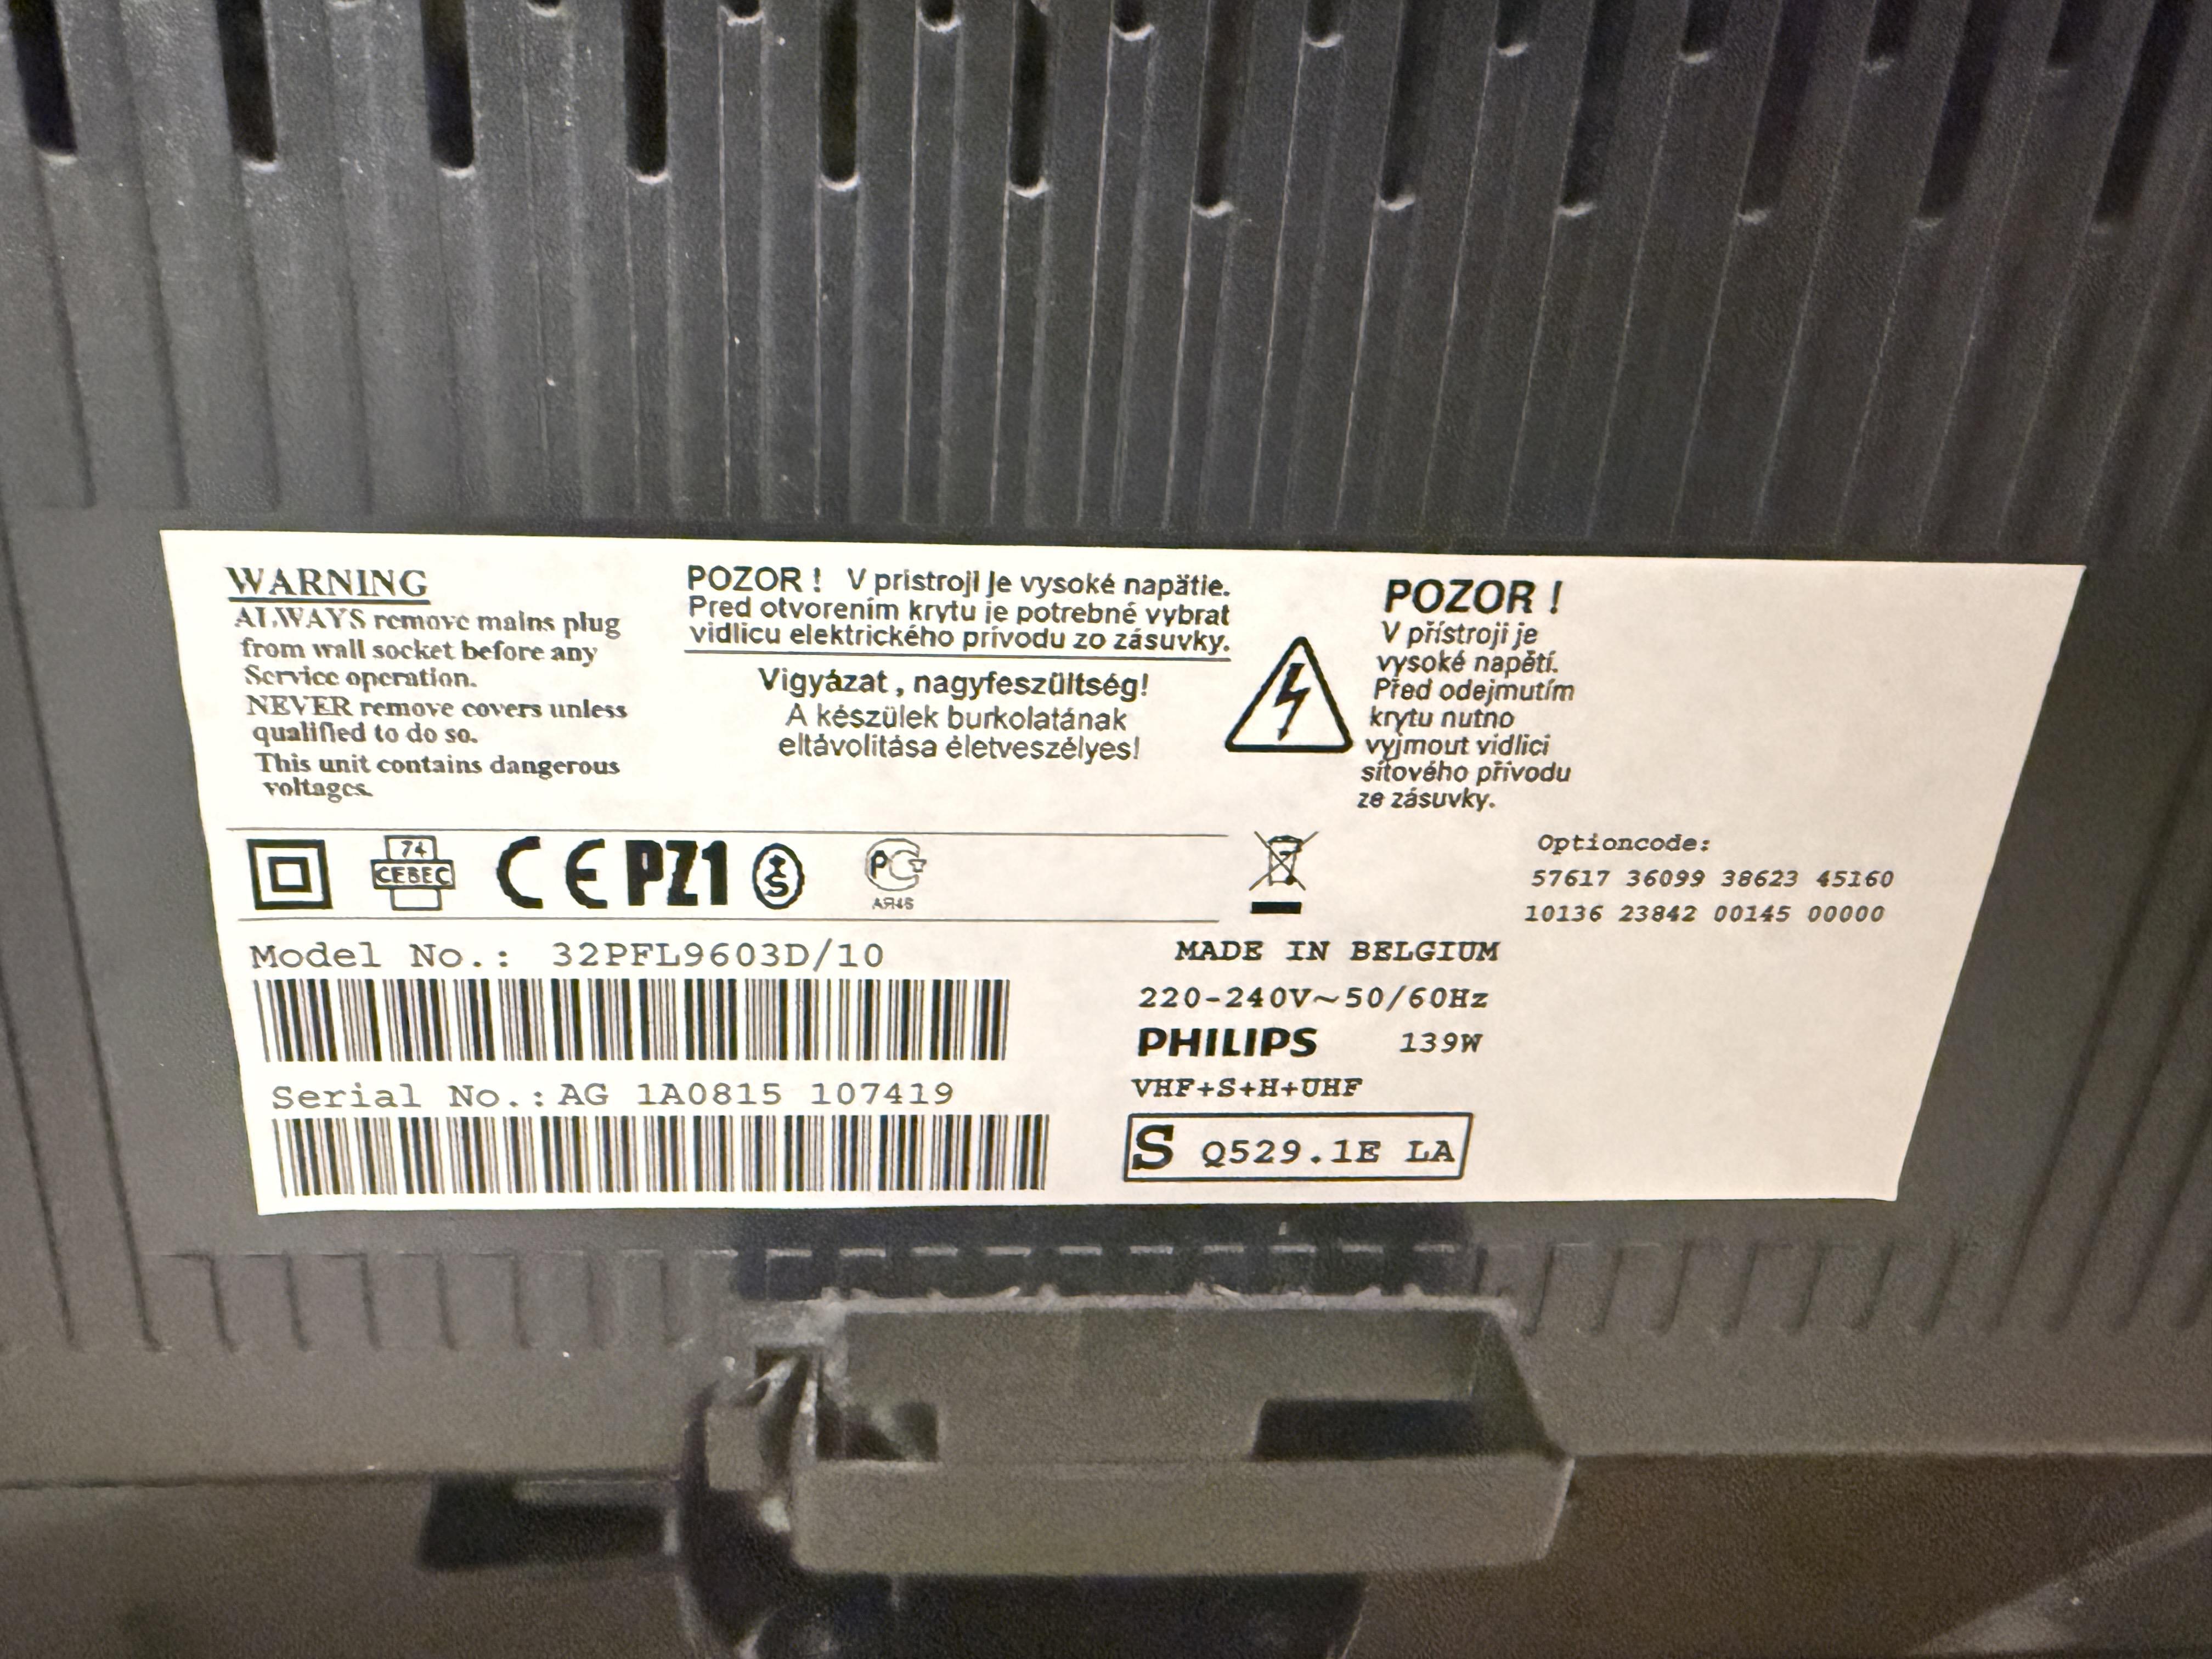 WARNING
ALWAYS remove mains plug
from wall socket before any
Service operation.
NEVER remove covers unless
qualified to do so.
This unit contains dangerous
voltages.
POZOR ! V prístroji je vysoké napätie.
Pred otvorením krytu je potrebné vybrat
vidlicu elektrického prívodu zo zásuvky.
Vigyázat , nagyfeszültség!
A készülek burkolatának
eltávolitása életveszélyes!
POZOR !
V přístroji je
vysoké napětí.
Před odejmutím
krytu nutno
vyjmout vidlici
síťového přívodu
ze zásuvky.
74
CEBEC
CE PZ1
S
PCT
АЯ46
Optioncode:
57617 36099 38623 45160
10136 23842 00145 00000
Model No.: 32PFL9603D/10
Serial No.: AG 1A0815 107419
MADE IN BELGIUM
220-240V~50/60Hz
PHILIPS 139W
VHF+S+H+UHF
S Q529.1E LA